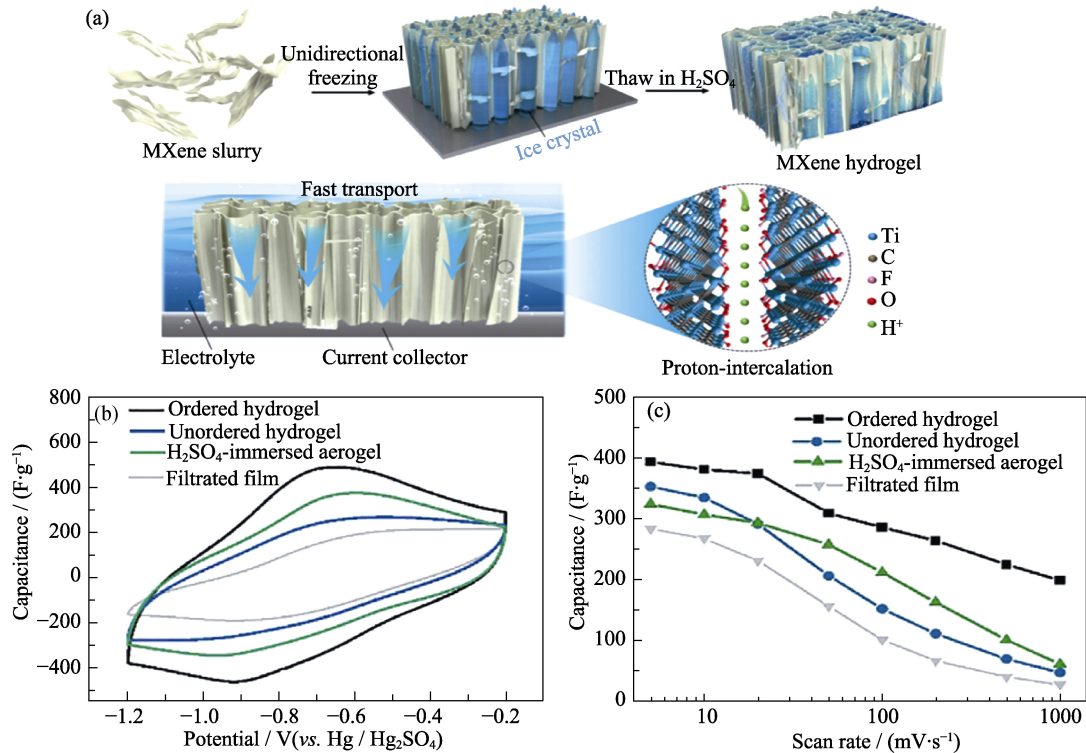 (a)
Unidirectional
freezing
Thaw in H₂SO₄
MXene slurry
Ice crystal
MXene hydrogel
Fast transport
Electrolyte
Current collector
Ti
C
F
O
H⁺
Proton-intercalation
(b)
Ordered hydrogel
Unordered hydrogel
H₂SO₄-immersed aerogel
Filtrated film
Capacitance / (F·g⁻¹)
800
600
400
200
0
−200
−400
−1.2
−1.0
−0.8
−0.6
−0.4
−0.2
Potential / V(vs. Hg / Hg₂SO₄)
(c)
Ordered hydrogel
Unordered hydrogel
H₂SO₄-immersed aerogel
Filtrated film
Capacitance / (F·g⁻¹)
500
400
300
200
100
0
10
100
1000
Scan rate / (mV·s⁻¹)